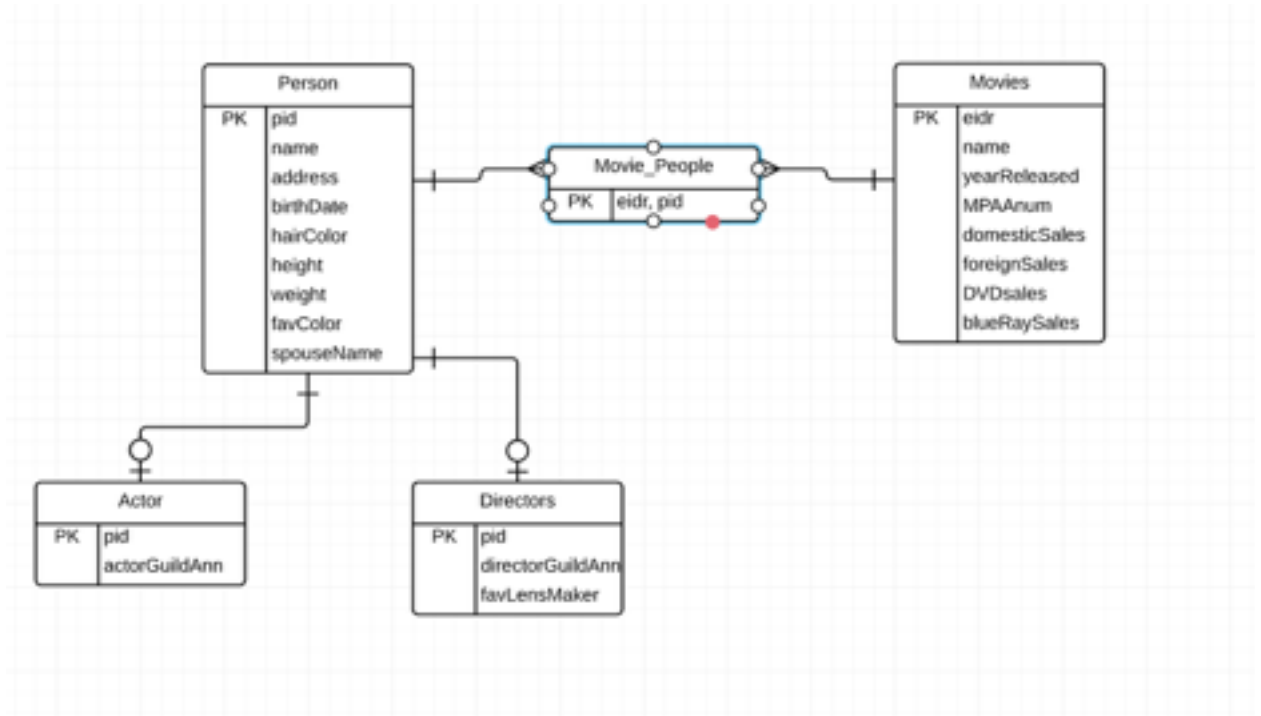 Person
PK pid
name
address
birthDate
hairColor
height
weight
favColor
spouseName
Movie_People
PK eidr, pid
Movies
PK eidr
name
yearReleased
MPAAnum
domesticSales
foreignSales
DVDsales
blueRaySales
Actor
PK pid
actorGuildAnn
Directors
PK pid
directorGuildAnn
favLensMaker